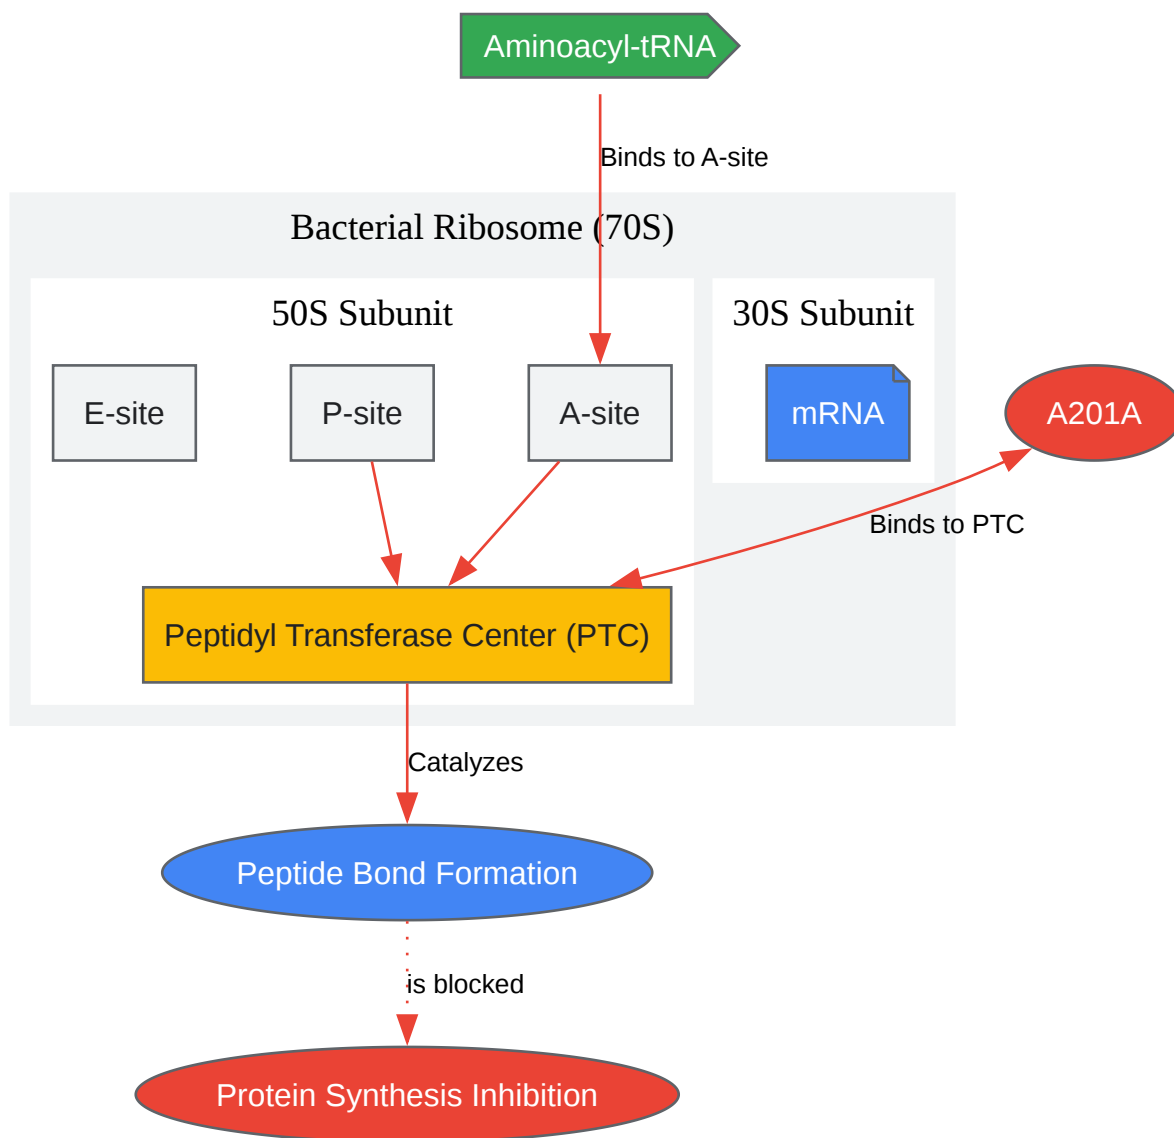 Aminoacyl-tRNA
Binds to A-site
Bacterial Ribosome (70S)
50S Subunit
30S Subunit
E-site
P-site
A-site
mRNA
A201A
Binds to PTC
Peptidyl Transferase Center (PTC)
Catalyzes
Peptide Bond Formation
is blocked
Protein Synthesis Inhibition